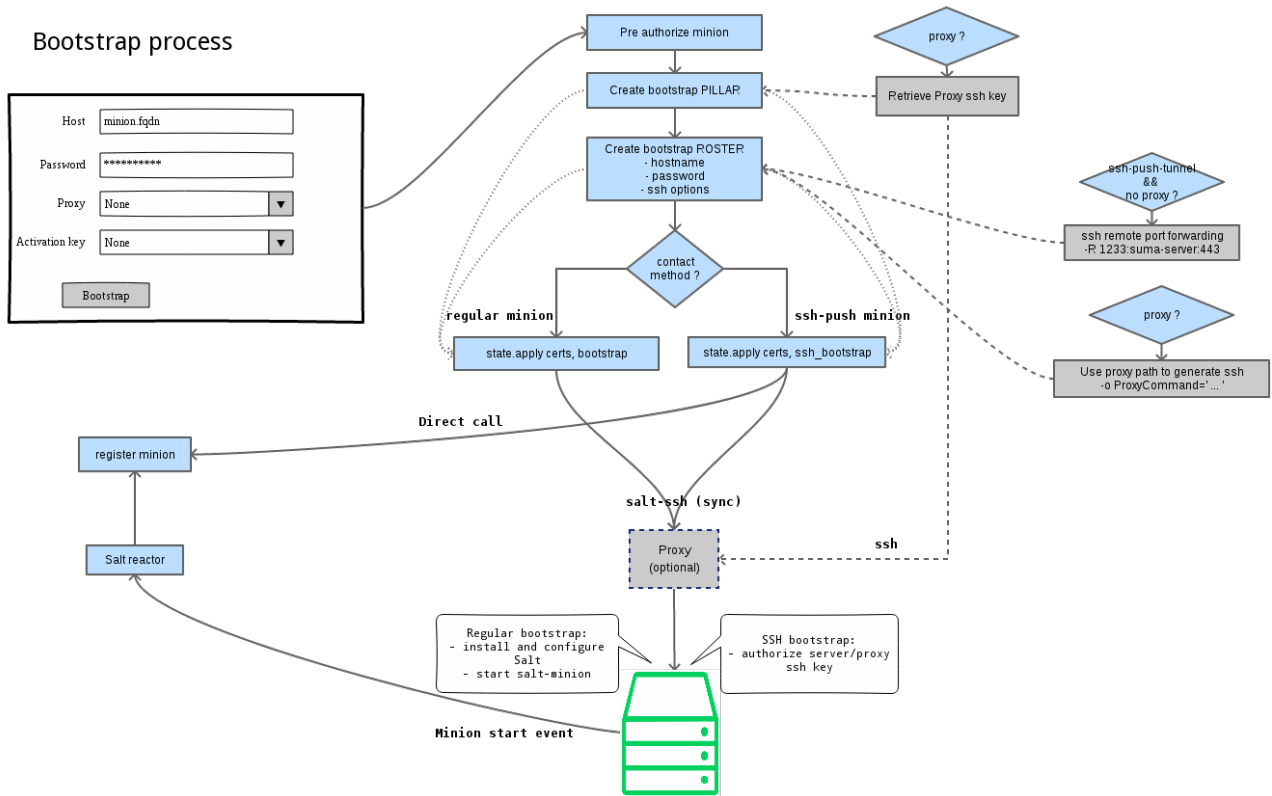 Bootstrap process
Host
minion.fqdn
Password
**********
Proxy
None
Activation key
None
Bootstrap
Pre authorize minion
Create bootstrap PILLAR
Create bootstrap ROSTER
- hostname
- password
- ssh options
contact
method ?
regular minion
ssh-push minion
state.apply certs, bootstrap
state.apply certs, ssh_bootstrap
proxy ?
Retrieve Proxy ssh key
ssh-push-tunnel
&&
no proxy ?
ssh remote port forwarding
-R 1233:suma-server:443
proxy ?
Use proxy path to generate ssh
-o ProxyCommand=' ... '
Direct call
register minion
salt-ssh (sync)
Salt reactor
Proxy
(optional)
ssh
Regular bootstrap:
- install and configure
Salt
- start salt-minion
SSH bootstrap:
- authorize server/proxy
ssh key
Minion start event